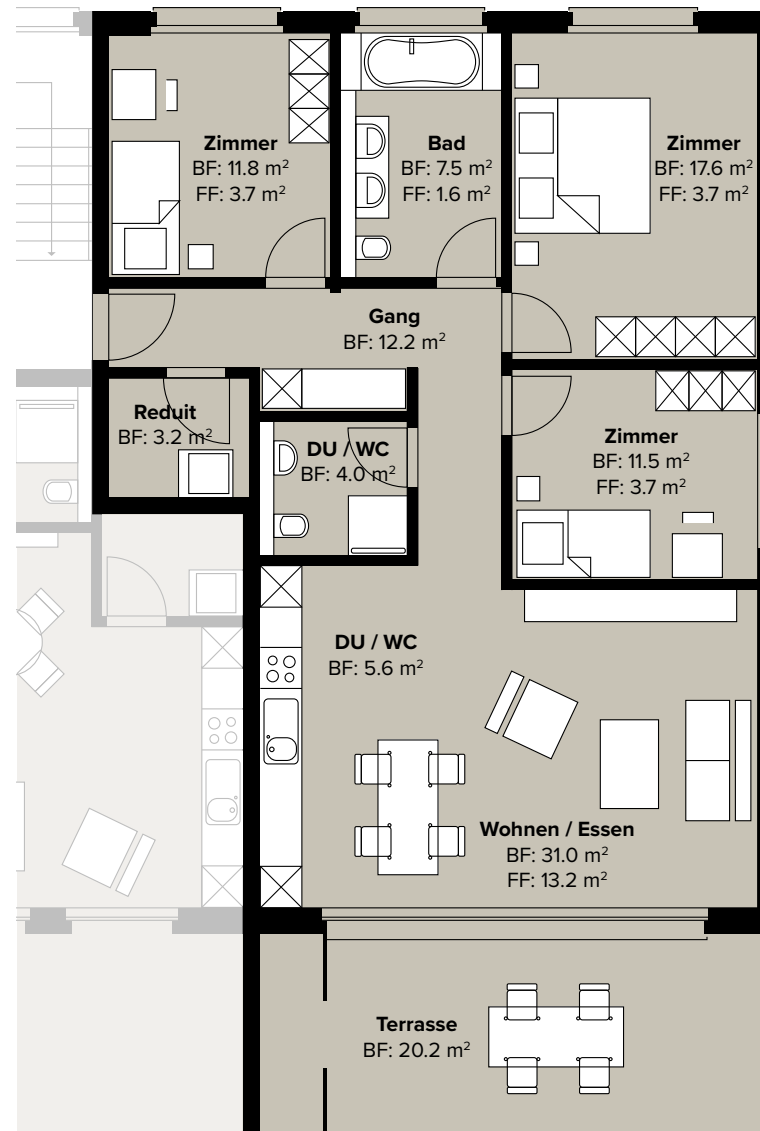 Zimmer
BF: 11.8 m²
FF: 3.7 m²
Bad
BF: 7.5 m²
FF: 1.6 m²
Zimmer
BF: 17.6 m²
FF: 3.7 m²
Gang
BF: 12.2 m²
Reduit
BF: 3.2 m²
DU / WC
BF: 4.0 m²
Zimmer
BF: 11.5 m²
FF: 3.7 m²
DU / WC
BF: 5.6 m²
Wohnen / Essen
BF: 31.0 m²
FF: 13.2 m²
Terrasse
BF: 20.2 m²